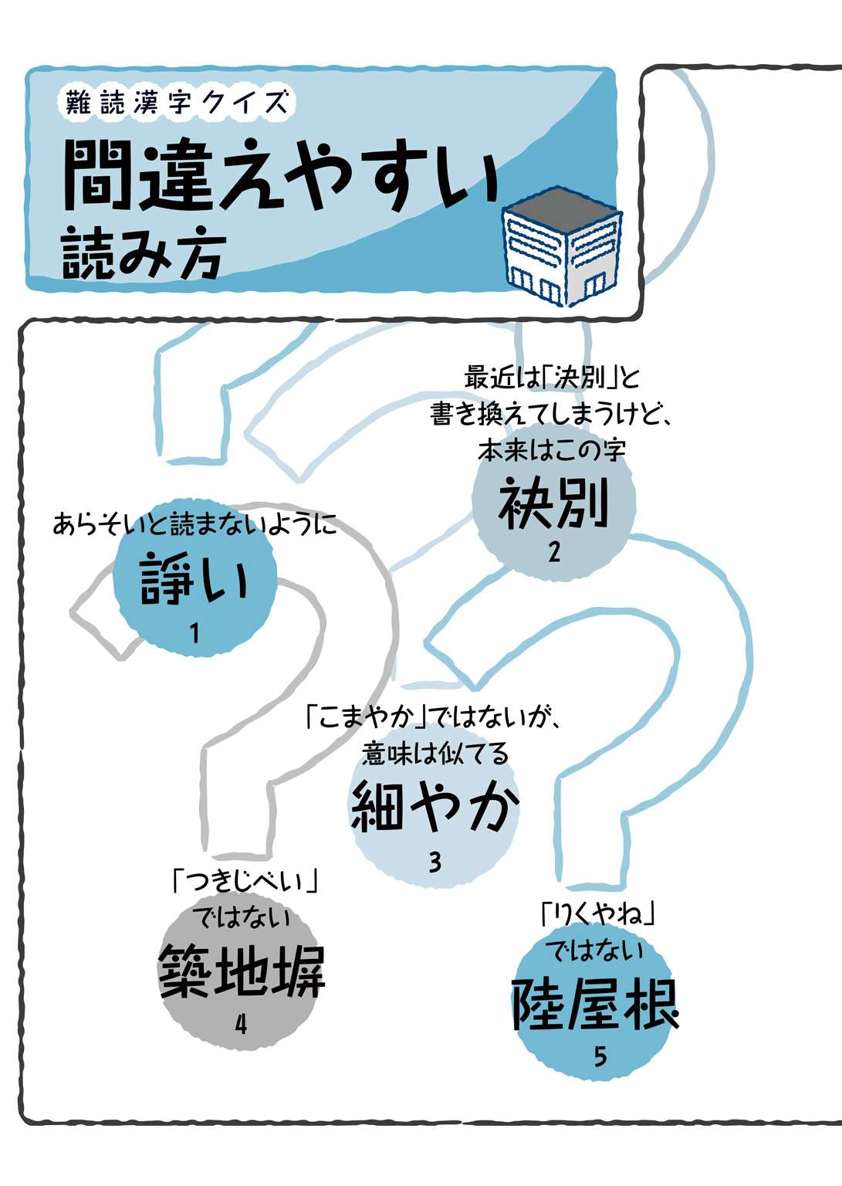 難読漢字クイズ
間違えやすい
読み方
最近は「決別」と
書き換えてしまうけど、
本来はこの字
袂別
2
あらそいと読まないように
諍い
1
「こまやか」ではないが、
意味は似てる
細やか
3
「つきじべい」
ではない
築地塀
4
「りくやね」
ではない
陸屋根
5